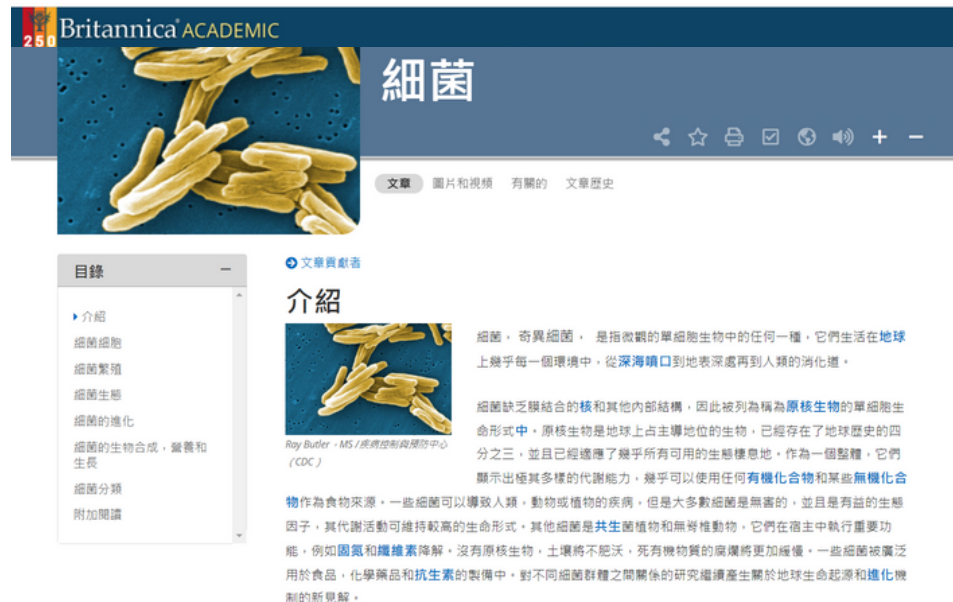 250 Britannica ACADEMIC
細菌
文章 圖片和視頻 有關的 文章歷史
目錄
介紹
細菌細胞
細菌繁殖
細菌生態
細菌的進化
細菌的生物合成，營養和
生長
細菌分類
附加閱讀
文章貢獻者
介紹
Ray Butler，MS / 疾病控制與預防中心
（CDC）
細菌， 奇異細菌， 是指微觀的單細胞生物中的任何一種，它們生活在地球
上幾乎每一個環境中，從深海噴口到地表深處再到人類的消化道。
細菌缺乏膜結合的核和其他內部結構，因此被列為稱為原核生物的單細胞生
命形式中。原核生物是地球上占主導地位的生物，已經存在了地球歷史的四
分之三，並且已經適應了幾乎所有可用的生態棲息地。作為一個整體，它們
顯示出極其多樣的代謝能力，幾乎可以使用任何有機化合物和某些無機化合
物作為食物來源。一些細菌可以導致人類，動物或植物的疾病，但是大多數細菌是無害的，並且是有益的生態
因子，其代謝活動可維持較高的生命形式。其他細菌是共生菌植物和無脊椎動物，它們在宿主中執行重要功
能，例如固氮和纖維素降解。沒有原核生物，土壤將不肥沃，死有機物質的腐爛將更加緩慢。一些細菌被廣泛
用於食品，化學藥品和抗生素的製備中。對不同細菌群體之間關係的研究繼續產生關於地球生命起源和進化機
制的新見解。